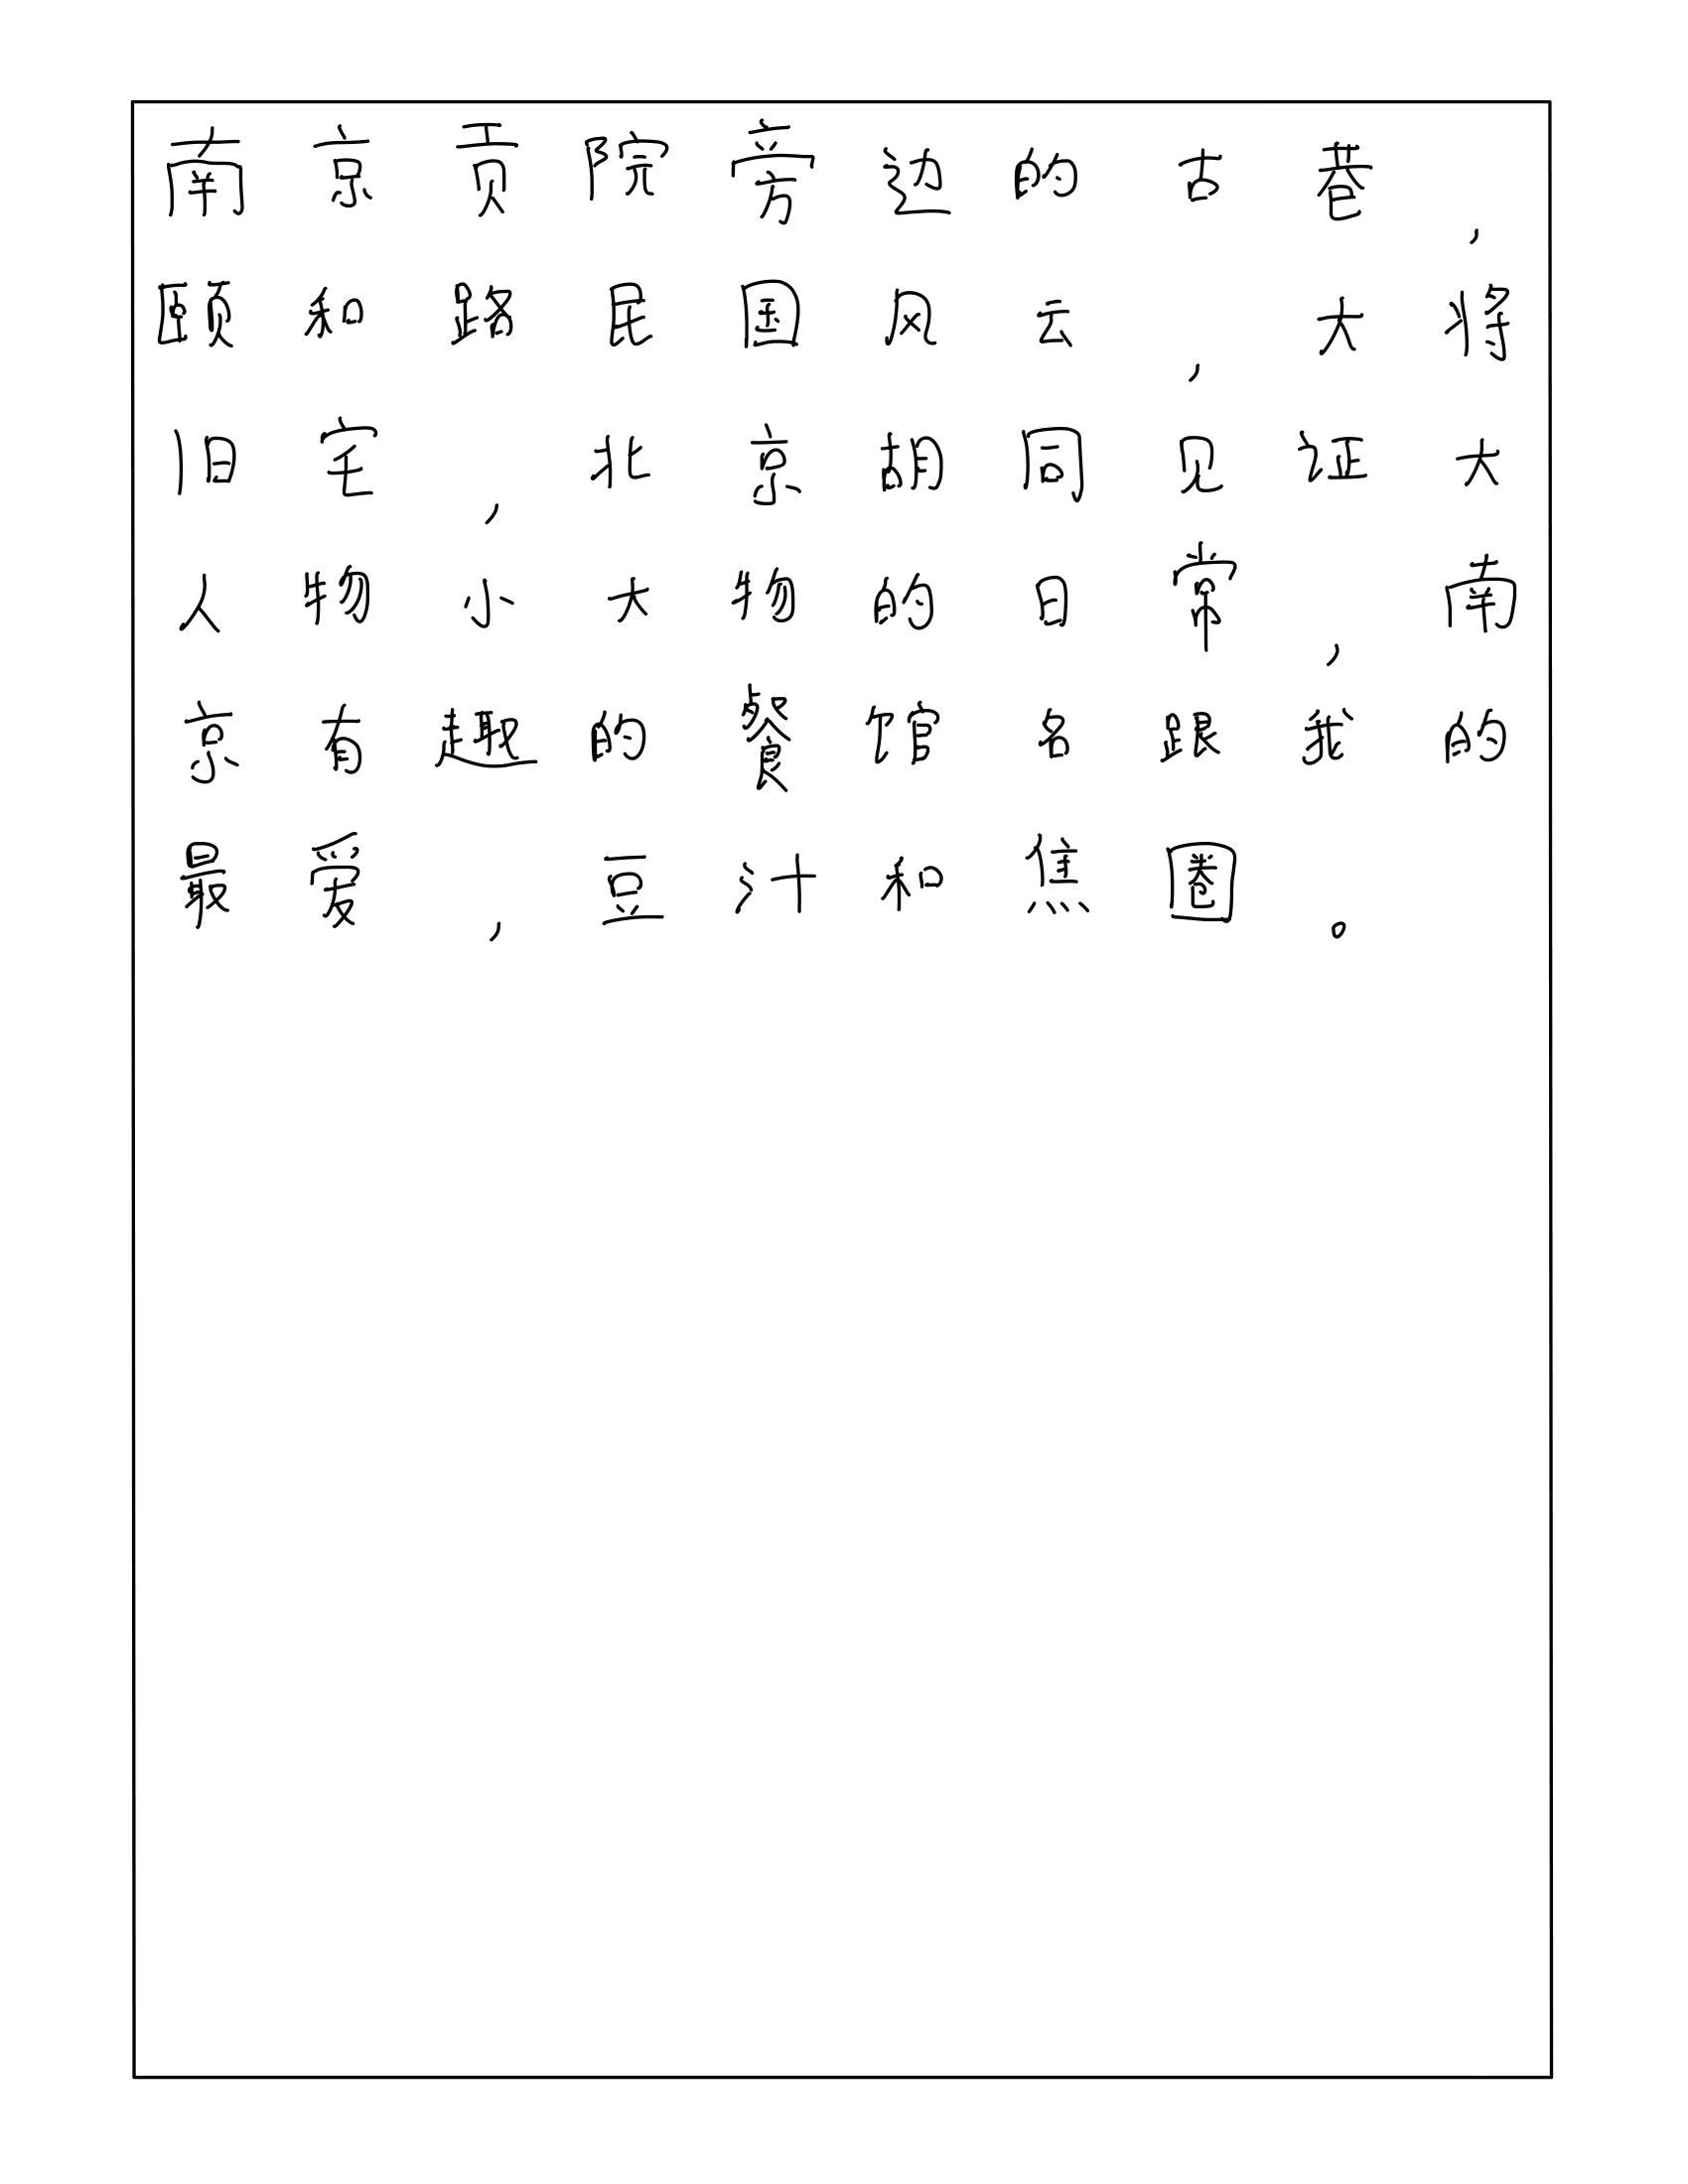 南京贡院旁边的古巷,
颐和路民国风云,大将
旧宅,北京胡同见证大
人物小大物的日常,南
京有趣的餐馆名跟我的
最爱,豆汁和焦圈。